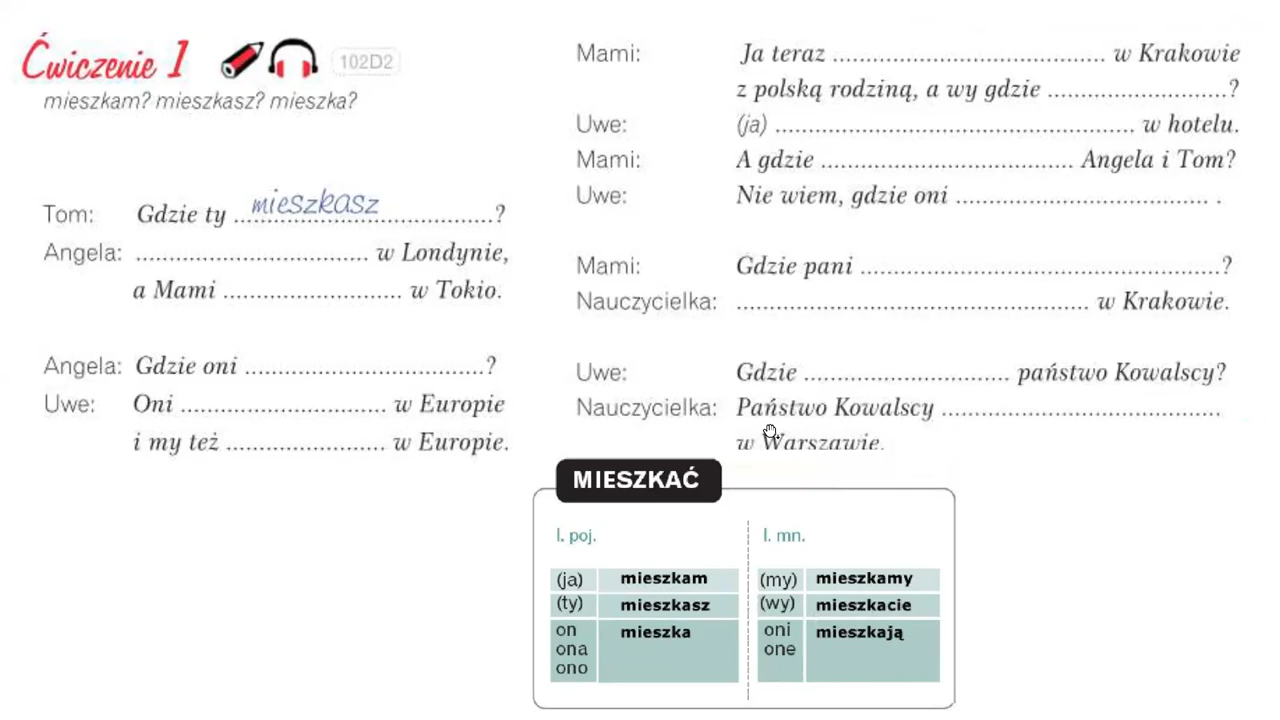 Ćwiczenie 1
102D2
mieszkam? mieszkasz? mieszka?
Tom: Gdzie ty ...mieszkasz...?
Angela: .................................. w Londynie,
a Mami .......................... w Tokio.
Angela: Gdzie oni ...................................?
Uwe: Oni .............................. w Europie
i my też ....................... w Europie.
Mami: Ja teraz ....................................... w Krakowie
z polską rodziną, a wy gdzie ..........................?
Uwe: (ja) ................................................... w hotelu.
Mami: A gdzie .................................... Angela i Tom?
Uwe: Nie wiem, gdzie oni .................................... .
Mami: Gdzie pani ....................................................?
Nauczycielka: .................................................. w Krakowie.
Uwe: Gdzie .............................. państwo Kowalscy?
Nauczycielka: Państwo Kowalscy ........................................
w Warszawie.
MIESZKAĆ
l. poj. l. mn.
(ja) mieszkam (my) mieszkamy
(ty) mieszkasz (wy) mieszkacie
on mieszka oni mieszkają
ona one
ono